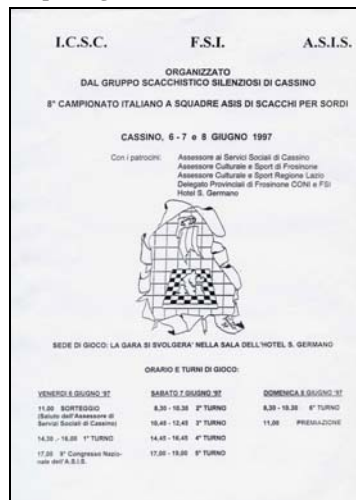 I.C.S.C. F.S.I. A.S.I.S.
ORGANIZZATO
DAL GRUPPO SCACCHISTICO SILENZIOSI DI CASSINO
8° CAMPIONATO ITALIANO A SQUADRE ASIS DI SCACCHI PER SORDI
CASSINO, 6 - 7 e 8 GIUGNO 1997
Con i patrocini: Assessore ai Servizi Sociali di Cassino
Assessore Culturale e Sport di Frosinone
Assessore Culturale e Sport Regione Lazio
Delegato Provinciali di Frosinone CONI e FSI
Hotel S. Germano
SEDE DI GIOCO: LA GARA SI SVOLGERA' NELLA SALA DELL'HOTEL S. GERMANO
ORARIO E TURNI DI GIOCO:
VENERDI 6 GIUGNO '97
11,00 SORTEGGIO
(Saluto dell'Assessore di
Servizi Sociali di Cassino)
14,30 - 16,00 1° TURNO
17,00 Congresso Nazio-
nale dell'A.S.I.S.
SABATO 7 GIUGNO '97
8,30 - 10.30 2° TURNO
10,45 - 12,45 3° TURNO
14,45 - 16,45 4° TURNO
17,00 - 19,00 5° TURNO
DOMENICA 8 GIUGNO '97
8,30 - 10.30 6° TURNO
11,00 PREMIAZIONE